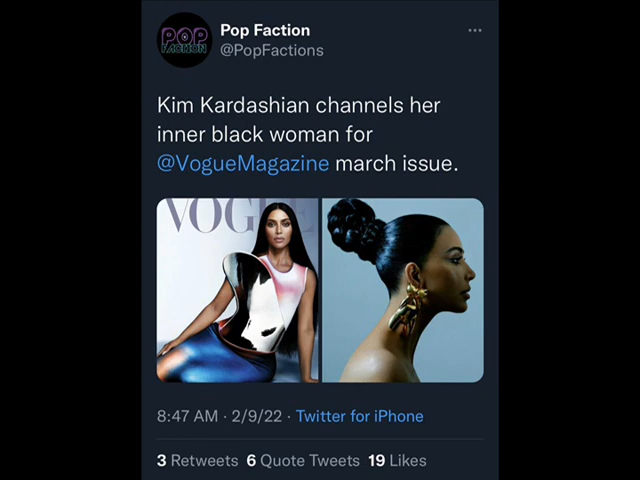 POP
FACTION
Pop Faction
@PopFactions
Kim Kardashian channels her
inner black woman for
@VogueMagazine march issue.
VOGUE
8:47 AM · 2/9/22 · Twitter for iPhone
3 Retweets 6 Quote Tweets 19 Likes